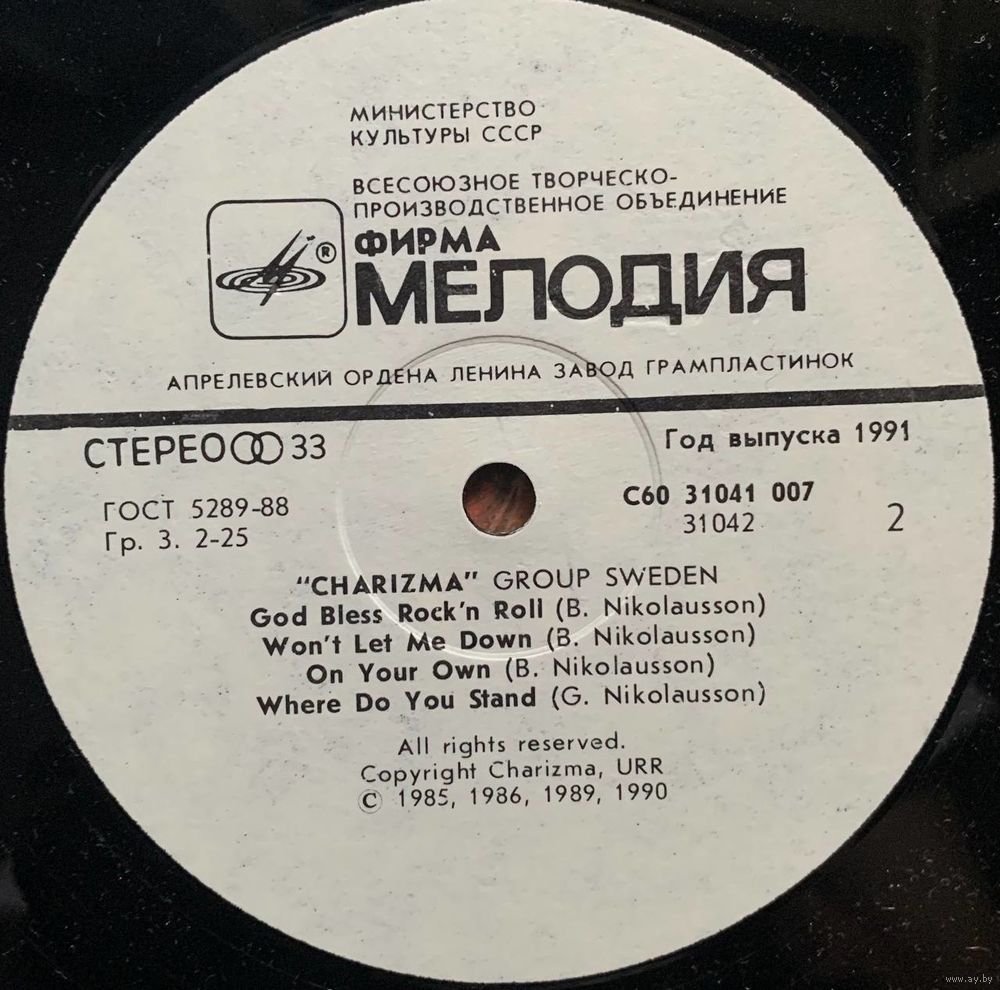 МИНИСТЕРСТВО
КУЛЬТУРЫ СССР
ВСЕСОЮЗНОЕ ТВОРЧЕСКО-
ПРОИЗВОДСТВЕННОЕ ОБЪЕДИНЕНИЕ
ФИРМА
®
МЕЛОДИЯ
АПРЕЛЕВСКИЙ ОРДЕНА ЛЕНИНА ЗАВОД ГРАМПЛАСТИНОК
СТЕРЕО 33
Год выпуска 1991
ГОСТ 5289-88
Гр. 3. 2-25
С60 31041 007
31042
2
"CHARIZMA" GROUP SWEDEN
God Bless Rock'n Roll (B. Nikolausson)
Won't Let Me Down (B. Nikolausson)
On Your Own (B. Nikolausson)
Where Do You Stand (G. Nikolausson)
All rights reserved.
Copyright Charizma, URR
© 1985, 1986, 1989, 1990
www.ay.by